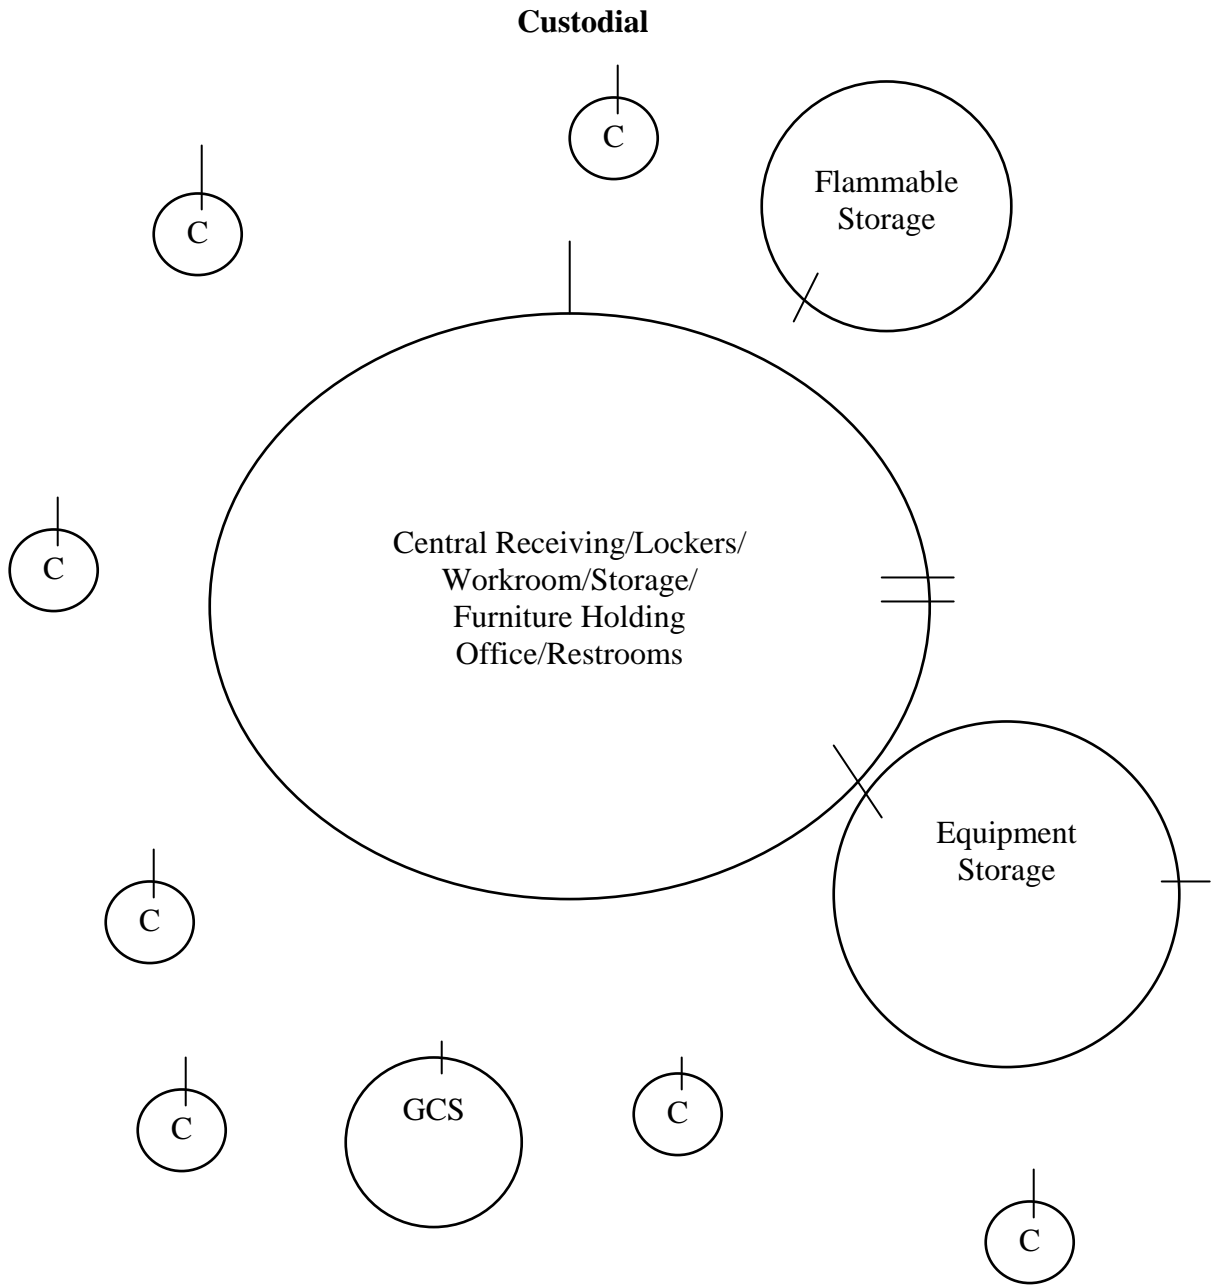 Custodial
C
Flammable
Storage
C
Central Receiving/Lockers/
Workroom/Storage/
Furniture Holding
Office/Restrooms
C
Equipment
Storage
C
GCS
C
C
C